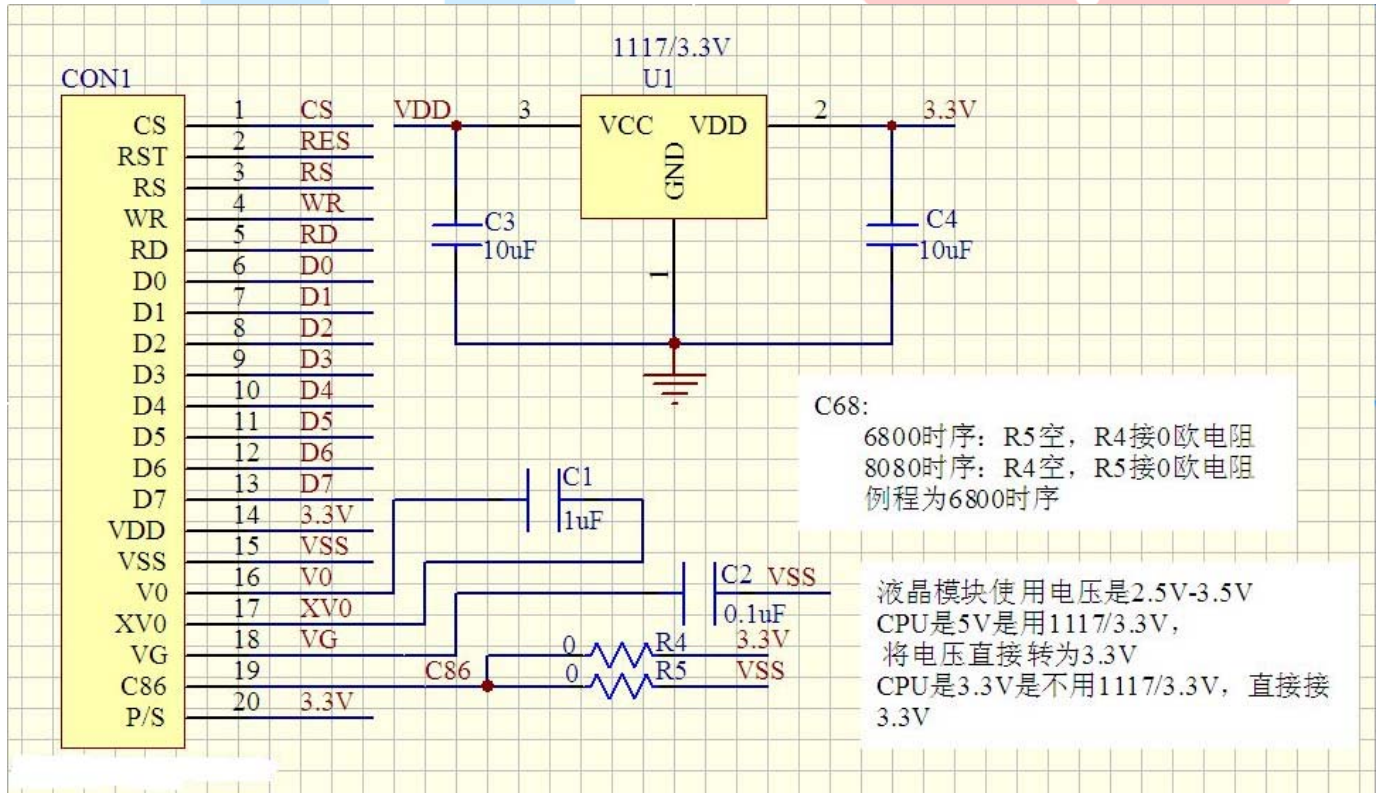 CON1
CS 1 CS
RST 2 RES
RS 3 RS
WR 4 WR
RD 5 RD
D0 6 D0
D1 7 D1
D2 8 D2
D3 9 D3
D4 10 D4
D5 11 D5
D6 12 D6
D7 13 D7
VDD 14 3.3V
VSS 15 VSS
V0 16 V0
XV0 17 XV0
VG 18 VG
C86 19 C86
P/S 20 3.3V
1117/3.3V
U1
VDD 3 VCC VDD 2 3.3V
GND
1
C3
10uF
C4
10uF
C1
1uF
C2 VSS
0.1uF
0 R4 3.3V
0 R5 VSS
C68:
6800时序：R5空，R4接0欧电阻
8080时序：R4空，R5接0欧电阻
例程为6800时序
液晶模块使用电压是2.5V-3.5V
CPU是5V是用1117/3.3V，
将电压直接转为3.3V
CPU是3.3V是不用1117/3.3V，直接接
3.3V